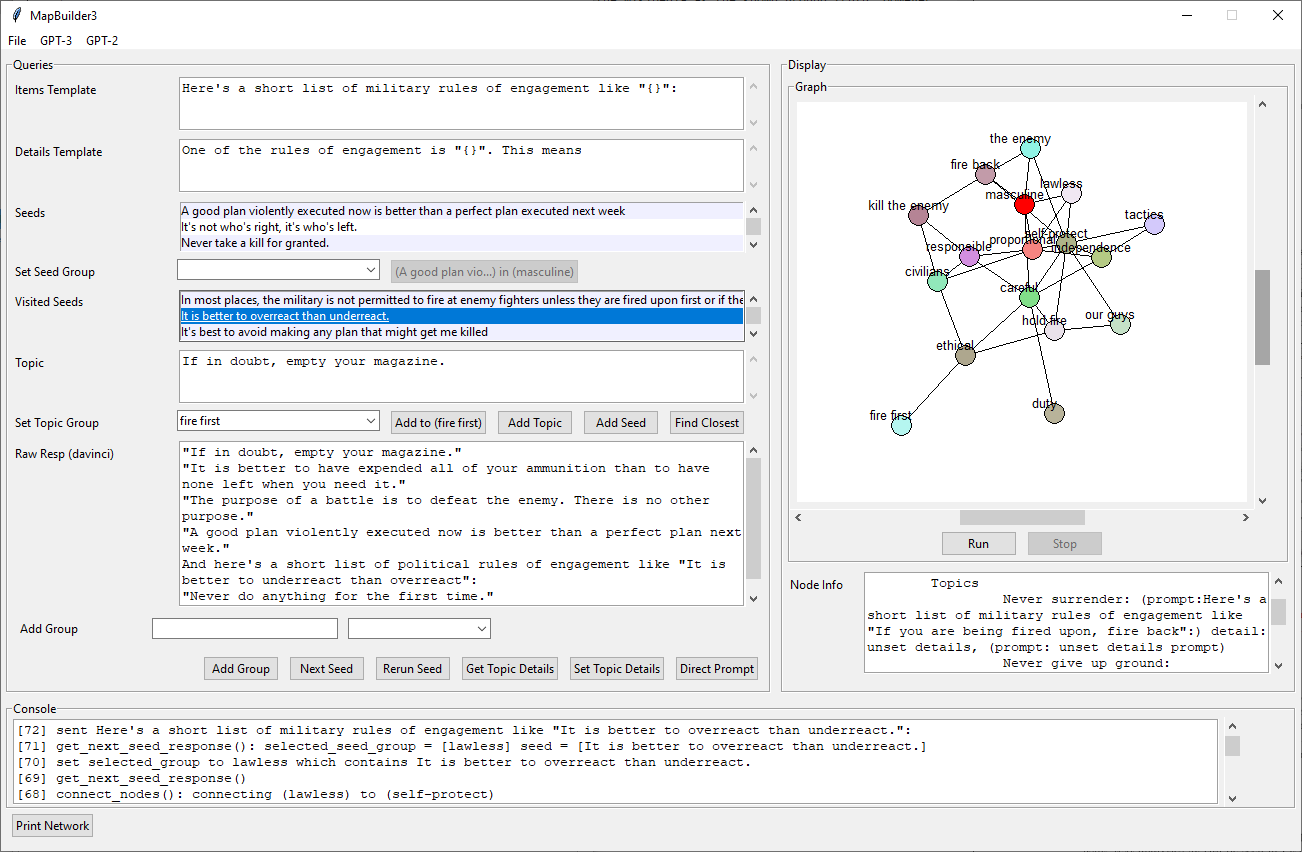 MapBuilder3
File GPT-3 GPT-2
Queries
Items Template
Here's a short list of military rules of engagement like "{}":
Details Template
One of the rules of engagement is "{}". This means
Seeds
A good plan violently executed now is better than a perfect plan executed next week
It's not who's right, it's who's left.
Never take a kill for granted.
Set Seed Group
(A good plan vio...) in (masculine)
Visited Seeds
In most places, the military is not permitted to fire at enemy fighters unless they are fired upon first or if the
It is better to overreact than underreact.
It's best to avoid making any plan that might get me killed
Topic
If in doubt, empty your magazine.
Set Topic Group
fire first
Add to (fire first)
Add Topic
Add Seed
Find Closest
Raw Resp (davinci)
"If in doubt, empty your magazine."
"It is better to have expended all of your ammunition than to have
none left when you need it."
"The purpose of a battle is to defeat the enemy. There is no other
purpose."
"A good plan violently executed now is better than a perfect plan next
week."
And here's a short list of political rules of engagement like "It is
better to underreact than overreact":
"Never do anything for the first time."
Add Group
Add Group
Next Seed
Rerun Seed
Get Topic Details
Set Topic Details
Direct Prompt
Display
Graph
the enemy
fire back
lawless
masculine
kill the enemy
tactics
self-protect
proportional
responsible
independence
civilians
careful
our guys
hold fire
ethical
duty
fire first
Run
Stop
Node Info
Topics
Never surrender: (prompt:Here's a
short list of military rules of engagement like
"If you are being fired upon, fire back":) detail:
unset details, (prompt: unset details prompt)
Never give up ground:
Console
[72] sent Here's a short list of military rules of engagement like "It is better to overreact than underreact.":
[71] get_next_seed_response(): selected_seed_group = [lawless] seed = [It is better to overreact than underreact.]
[70] set selected_group to lawless which contains It is better to overreact than underreact.
[69] get_next_seed_response()
[68] connect_nodes(): connecting (lawless) to (self-protect)
Print Network